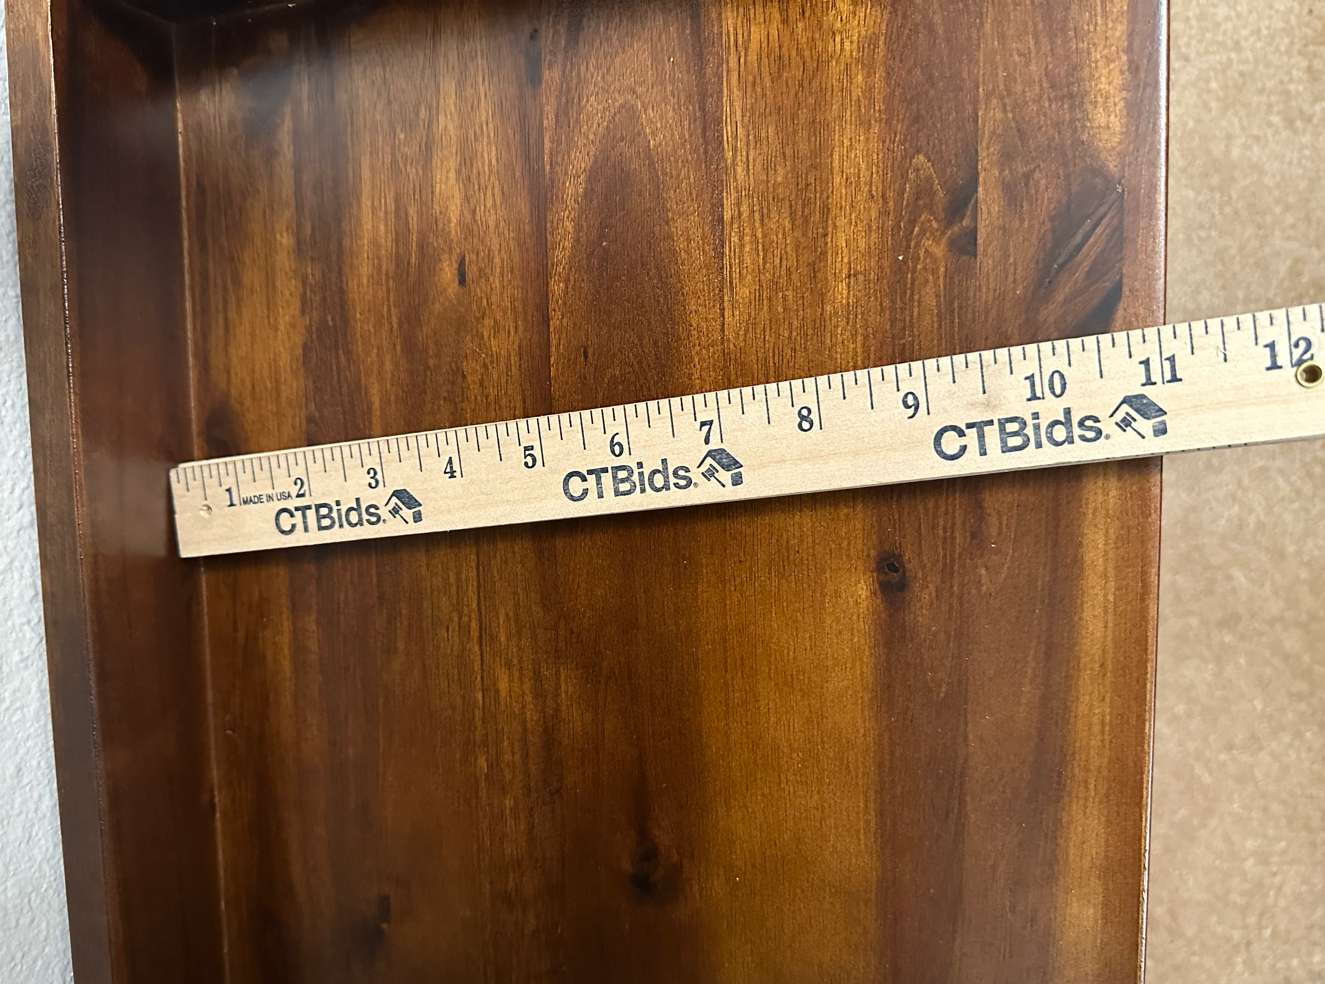 1 MADE IN USA 2 3 4 5 6 7 8 9 10 11 12
CTBids. CTBids. CTBids.